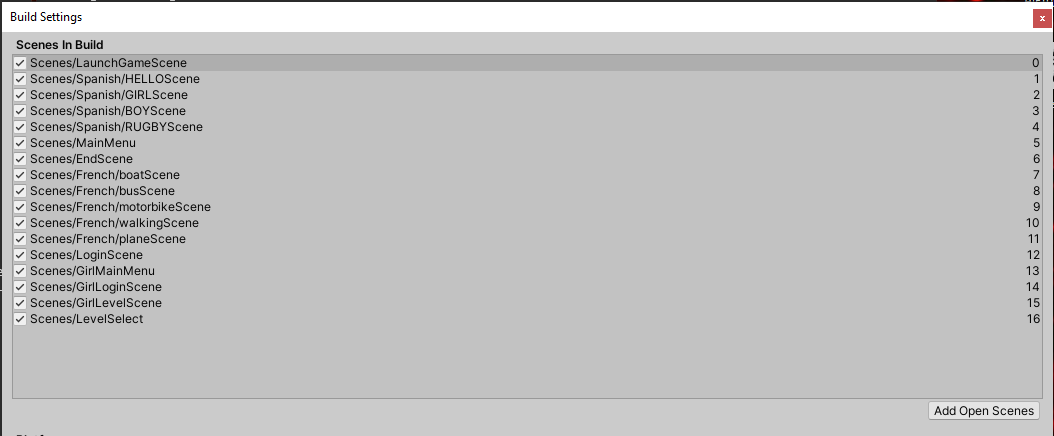 Build Settings
x
Scenes In Build
Scenes/LaunchGameScene 0
Scenes/Spanish/HELLOScene 1
Scenes/Spanish/GIRLScene 2
Scenes/Spanish/BOYScene 3
Scenes/Spanish/RUGBYScene 4
Scenes/MainMenu 5
Scenes/EndScene 6
Scenes/French/boatScene 7
Scenes/French/busScene 8
Scenes/French/motorbikeScene 9
Scenes/French/walkingScene 10
Scenes/French/planeScene 11
Scenes/LoginScene 12
Scenes/GirlMainMenu 13
Scenes/GirlLoginScene 14
Scenes/GirlLevelScene 15
Scenes/LevelSelect 16
Add Open Scenes